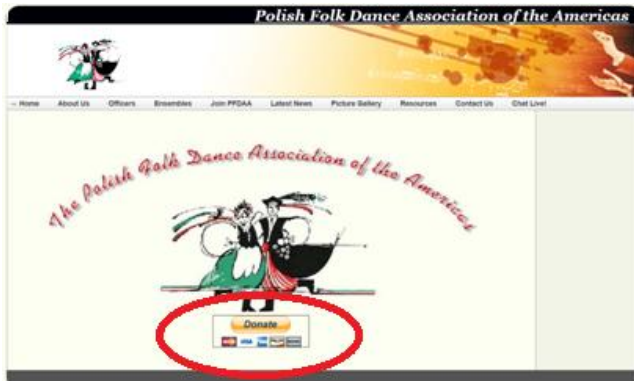 Polish Folk Dance Association of the Americas
Home About Us Officers Ensembles Join PFDAA Latest News Picture Gallery Resources Contact Us Chat Live!
The Polish Folk Dance Association of the Americas
Donate
VISA